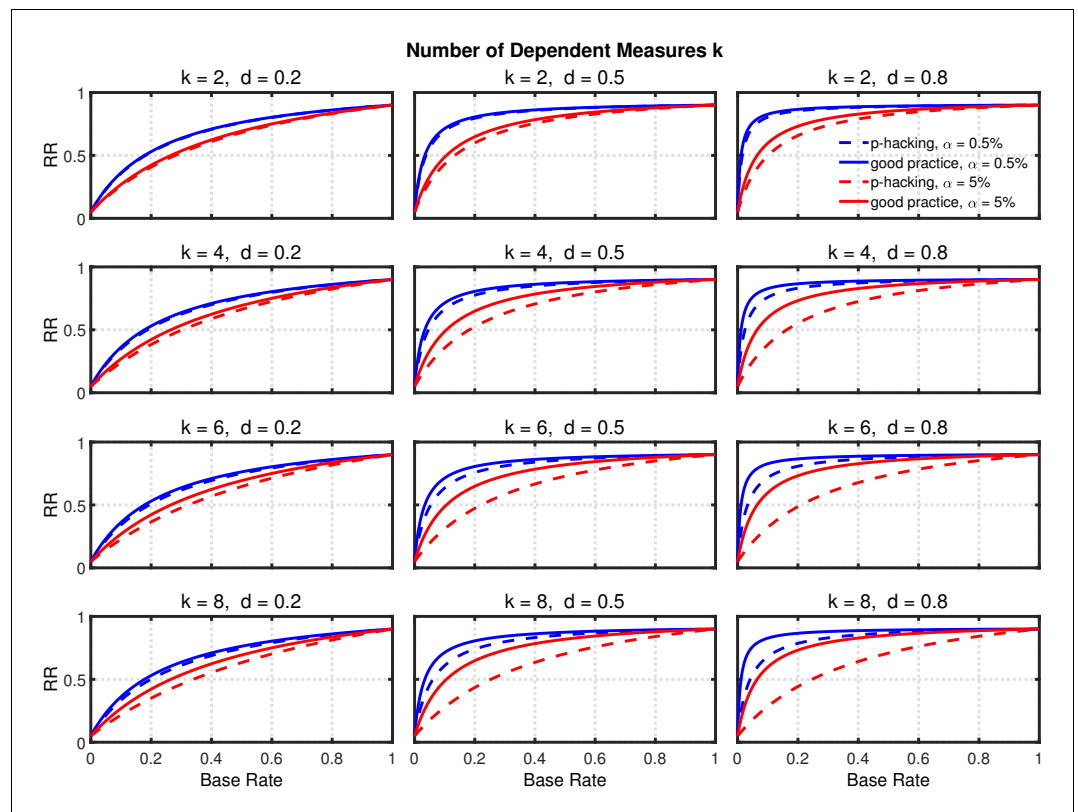 Number of Dependent Measures k
k = 2, d = 0.2
k = 2, d = 0.5
k = 2, d = 0.8
1
0.5
0
RR
p-hacking, α = 0.5%
good practice, α = 0.5%
p-hacking, α = 5%
good practice, α = 5%
k = 4, d = 0.2
k = 4, d = 0.5
k = 4, d = 0.8
1
0.5
0
RR
k = 6, d = 0.2
k = 6, d = 0.5
k = 6, d = 0.8
1
0.5
0
RR
k = 8, d = 0.2
k = 8, d = 0.5
k = 8, d = 0.8
1
0.5
0
RR
0 0.2 0.4 0.6 0.8 1
0 0.2 0.4 0.6 0.8 1
0 0.2 0.4 0.6 0.8 1
Base Rate
Base Rate
Base Rate